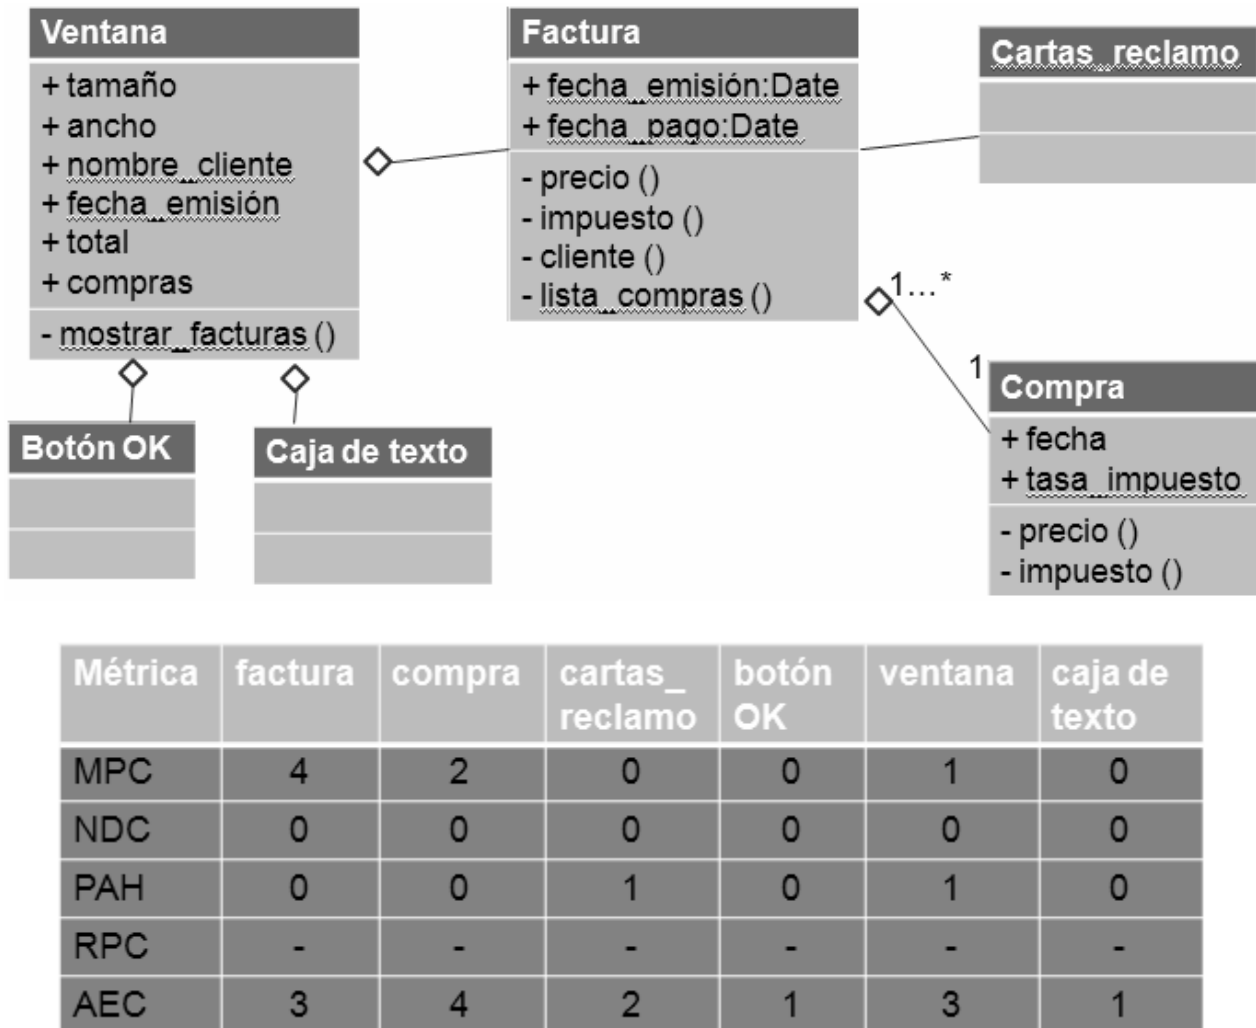 Ventana
+ tamaño
+ ancho
+ nombre_cliente
+ fecha_emisión
+ total
+ compras
- mostrar_facturas ()
Factura
+ fecha_emisión:Date
+ fecha_pago:Date
- precio ()
- impuesto ()
- cliente ()
- lista_compras ()
Cartas_reclamo
1...*
1
Compra
+ fecha
+ tasa_impuesto
- precio ()
- impuesto ()
Botón OK
Caja de texto
Métrica factura compra cartas_ reclamo botón OK ventana caja de texto
MPC 4 2 0 0 1 0
NDC 0 0 0 0 0 0
PAH 0 0 1 0 1 0
RPC - - - - - -
AEC 3 4 2 1 3 1